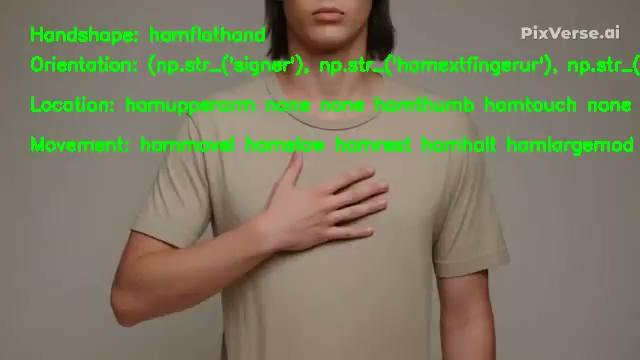 Handshape: hamflathand
PixVerse.ai
Orientation: (np.str_('signer'), np.str_('hamextfingerur'), np.str_(
Location: hamupperarm none none hamthumb hamtouch none
Movement: hammovel hamslow hamrest hamhalt hamlargemod